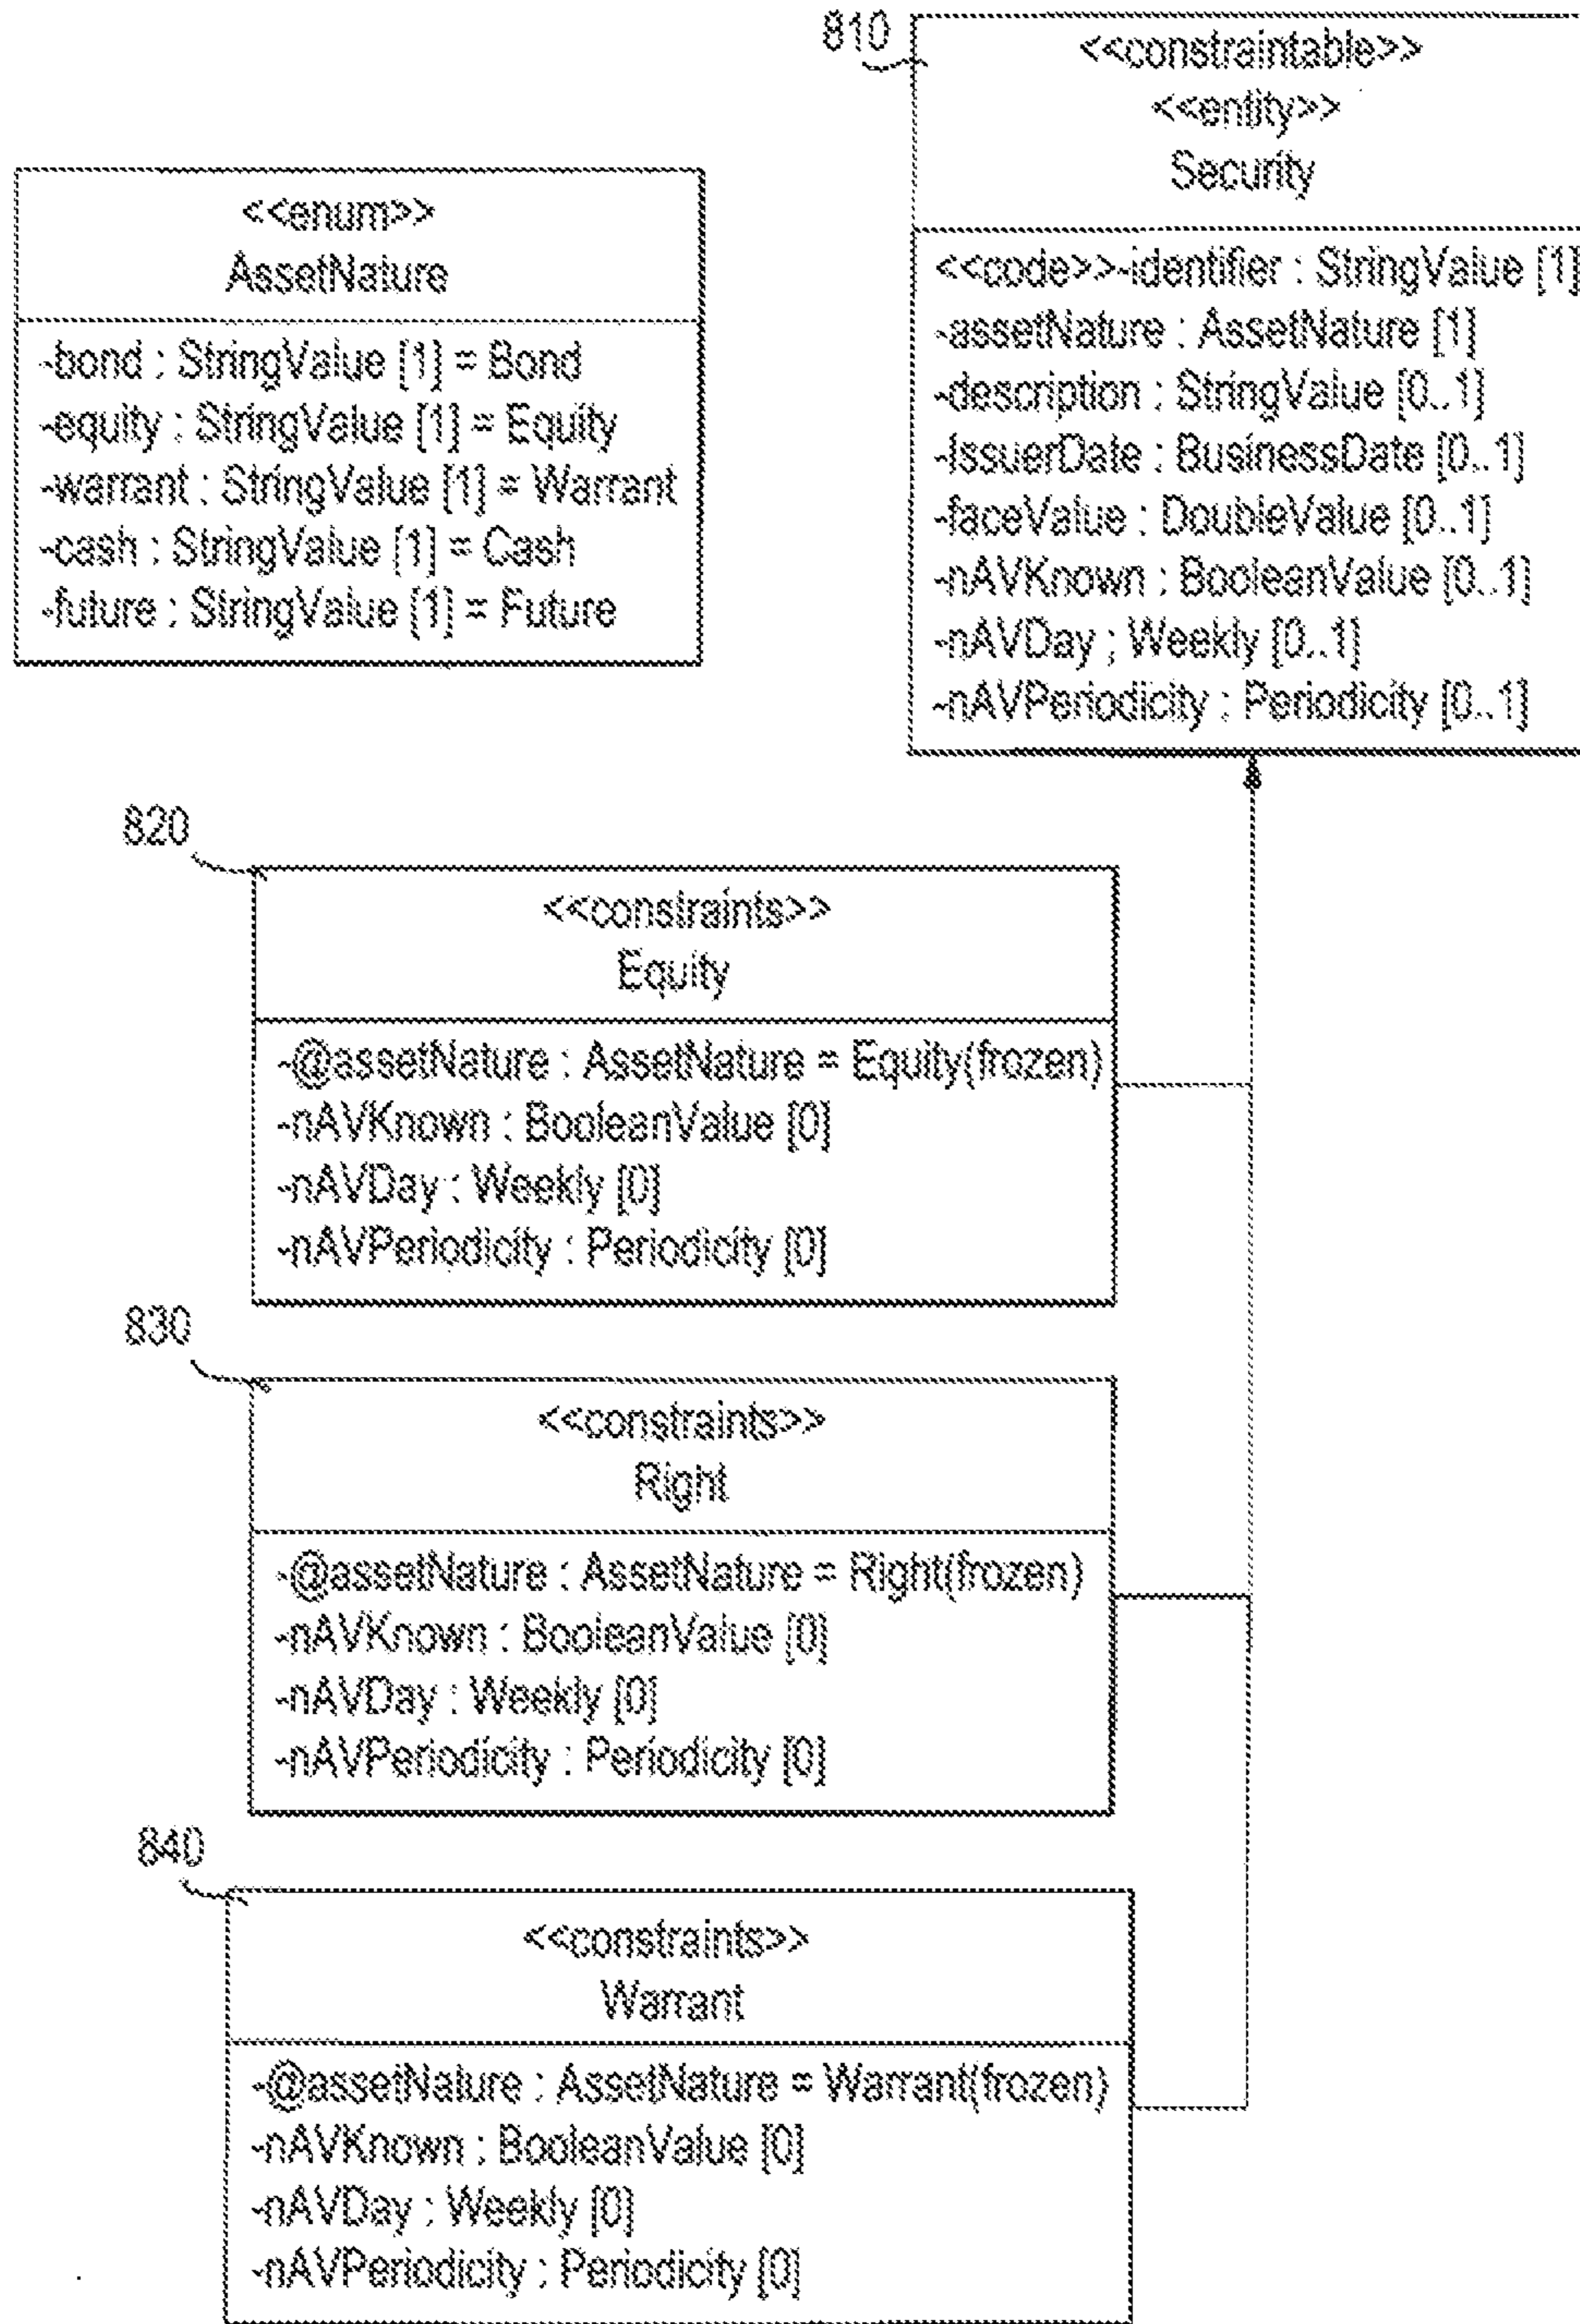 810
<<constraintable>>
<<entity>>
Security
<<code>>-identifier : StringValue [1]
-assetNature : AssetNature [1]
-description : StringValue [0..1]
-IssuerDate : BusinessDate [0..1]
-faceValue : DoubleValue [0..1]
-nAVKnown : BooleanValue [0..1]
-nAVDay ; Weekly [0..1]
-nAVPeriodicity : Periodicity [0..1]
<<enum>>
AssetNature
-bond : StringValue [1] = Bond
-equity : StringValue [1] = Equity
-warrant : StringValue [1] = Warrant
-cash : StringValue [1] = Cash
-future : StringValue [1] = Future
820
<<constraints>>
Equity
-@assetNature : AssetNature = Equity(frozen)
-nAVKnown : BooleanValue [0]
-nAVDay : Weekly [0]
-nAVPeriodicity : Periodicity [0]
830
<<constraints>>
Right
-@assetNature : AssetNature = Right(frozen)
-nAVKnown : BooleanValue [0]
-nAVDay : Weekly [0]
-nAVPeriodicity : Periodicity [0]
840
<<constraints>>
Warrant
-@assetNature : AssetNature = Warrant(frozen)
-nAVKnown : BooleanValue [0]
-nAVDay : Weekly [0]
-nAVPeriodicity : Periodicity [0]